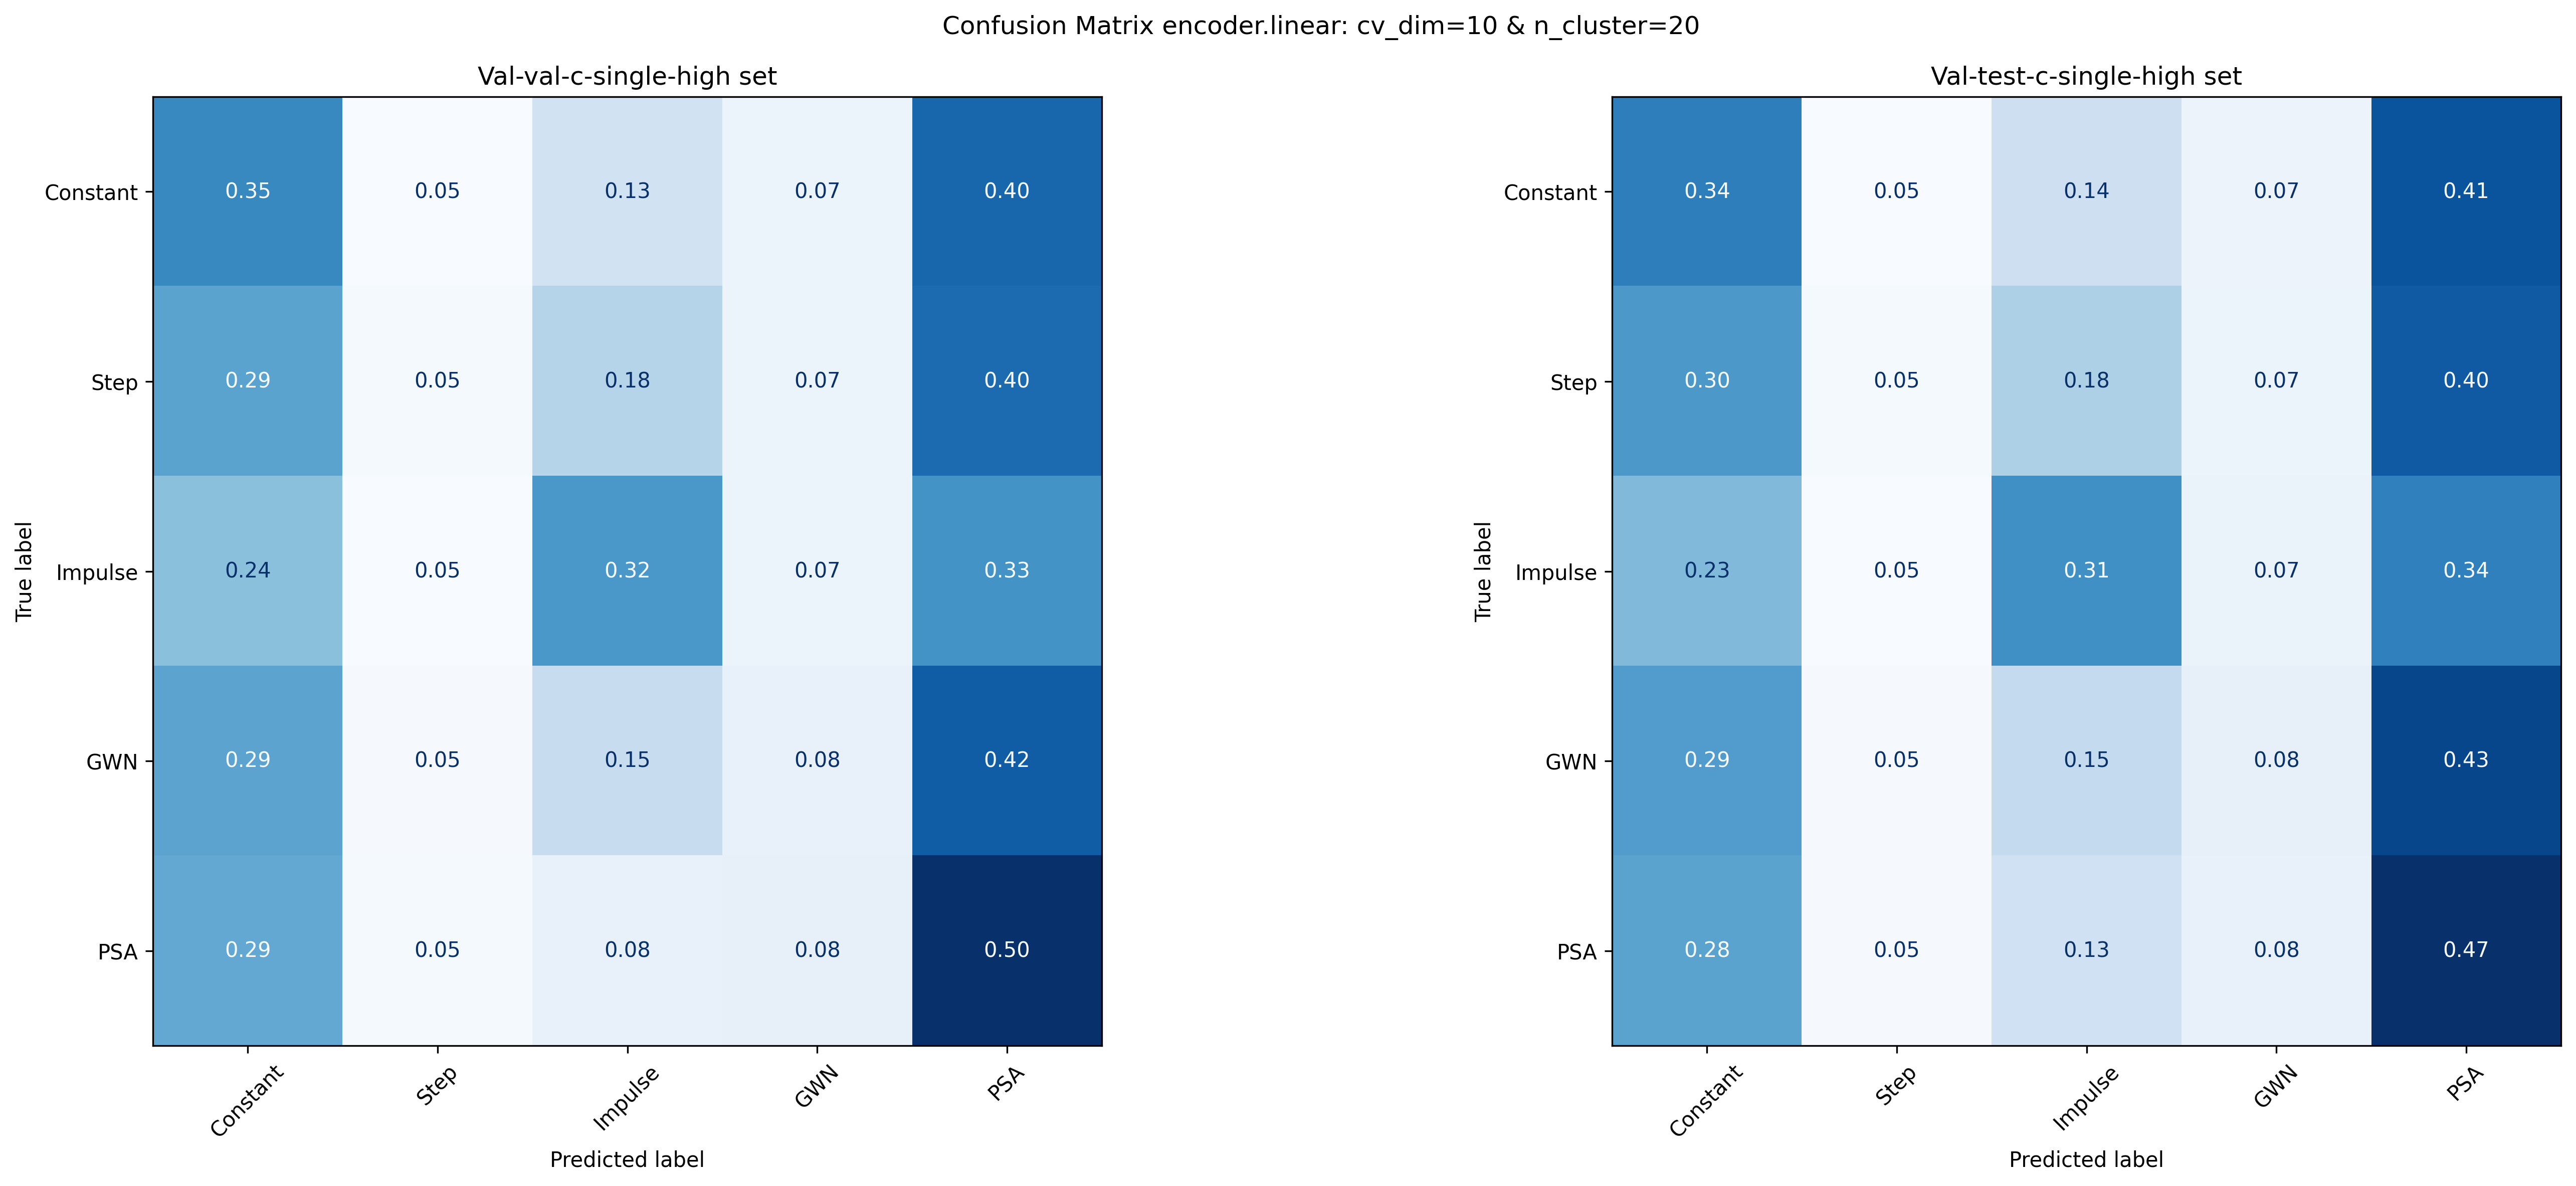 Confusion Matrix encoder.linear: cv_dim=10 & n_cluster=20
Val-val-c-single-high set
True label
Constant 0.35 0.05 0.13 0.07 0.40
Step 0.29 0.05 0.18 0.07 0.40
Impulse 0.24 0.05 0.32 0.07 0.33
GWN 0.29 0.05 0.15 0.08 0.42
PSA 0.29 0.05 0.08 0.08 0.50
Constant Step Impulse GWN PSA
Predicted label
Val-test-c-single-high set
True label
Constant 0.34 0.05 0.14 0.07 0.41
Step 0.30 0.05 0.18 0.07 0.40
Impulse 0.23 0.05 0.31 0.07 0.34
GWN 0.29 0.05 0.15 0.08 0.43
PSA 0.28 0.05 0.13 0.08 0.47
Constant Step Impulse GWN PSA
Predicted label